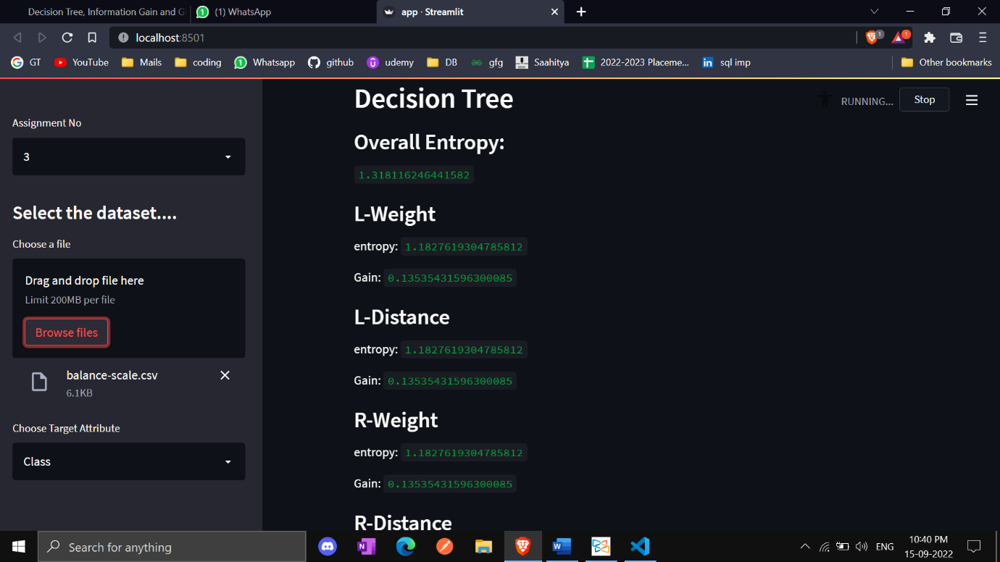 Decision Tree, Information Gain and Gi
(1) WhatsApp
app · Streamlit
localhost:8501
1
1
GT
YouTube
Mails
coding
Whatsapp
github
udemy
DB
gfg
Saahitya
2022-2023 Placeme...
sql imp
Other bookmarks
Assignment No
3
Select the dataset....
Choose a file
Drag and drop file here
Limit 200MB per file
Browse files
balance-scale.csv
6.1KB
Choose Target Attribute
Class
RUNNING...
Stop
Decision Tree
Overall Entropy:
1.318116246441582
L-Weight
entropy: 1.1827619304785812
Gain: 0.13535431596300085
L-Distance
entropy: 1.1827619304785812
Gain: 0.13535431596300085
R-Weight
entropy: 1.1827619304785812
Gain: 0.13535431596300085
R-Distance
Search for anything
ENG
10:40 PM
15-09-2022